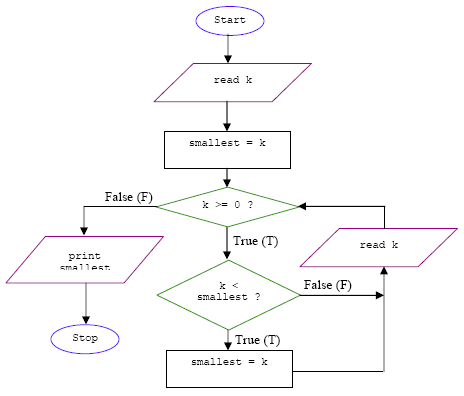 Start
read k
smallest = k
k >= 0 ?
False (F)
True (T)
print
smallest
read k
k <
smallest ?
False (F)
Stop
True (T)
smallest = k